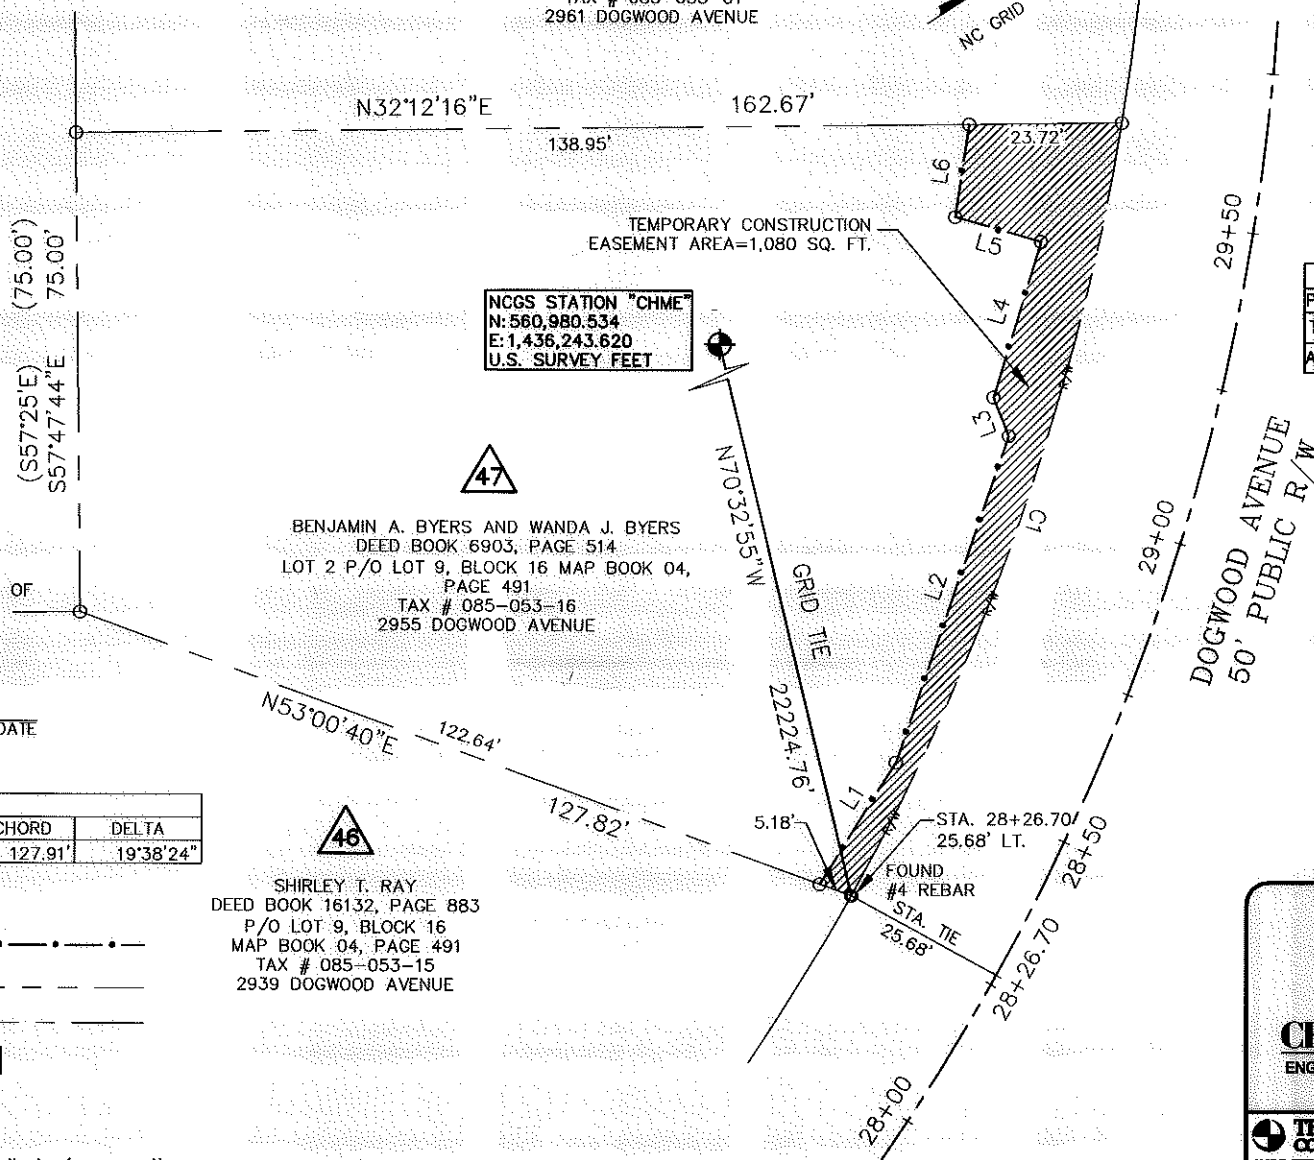 2961 DOGWOOD AVENUE
NC GRID
N32°12'16"E
162.67'
138.95'
23.72'
L6
TEMPORARY CONSTRUCTION
EASEMENT AREA=1,080 SQ. FT.
L5
29+50
(S57°25'E) (75.00')
S57°47'44"E 75.00'
NCGS STATION "CHME"
N: 560,980.534
E: 1,436,243.620
U.S. SURVEY FEET
L4
R/W
L3
N70°32'55"W
GRID TIE
22224.76'
47
C1
29+00
DOGWOOD AVENUE
50' PUBLIC R/W
BENJAMIN A. BYERS AND WANDA J. BYERS
DEED BOOK 6903, PAGE 514
LOT 2 P/O LOT 9, BLOCK 16 MAP BOOK 04,
PAGE 491
TAX # 085-053-16
2955 DOGWOOD AVENUE
OF
L2
R/W
N53°00'40"E
122.64'
127.82'
DATE
CHORD DELTA
127.91' 19°38'24"
L1
5.18'
R/W
STA. 28+26.70/
25.68' LT.
28+50
FOUND
#4 REBAR
STA. TIE
25.68'
28+26.70
46
SHIRLEY T. RAY
DEED BOOK 16132, PAGE 883
P/O LOT 9, BLOCK 16
MAP BOOK 04, PAGE 491
TAX # 085-053-15
2939 DOGWOOD AVENUE
28+00
ENG